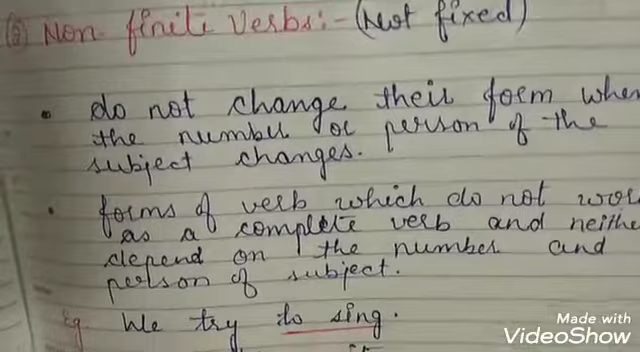 Non-finite Verbs:- (Not fixed)
• do not change their form when
the number or person of the
subject changes.
• forms of verb which do not
as a complete verb and
depend on the number and
person of subject.
Eg. We try to sing.
Made with
VideoShow